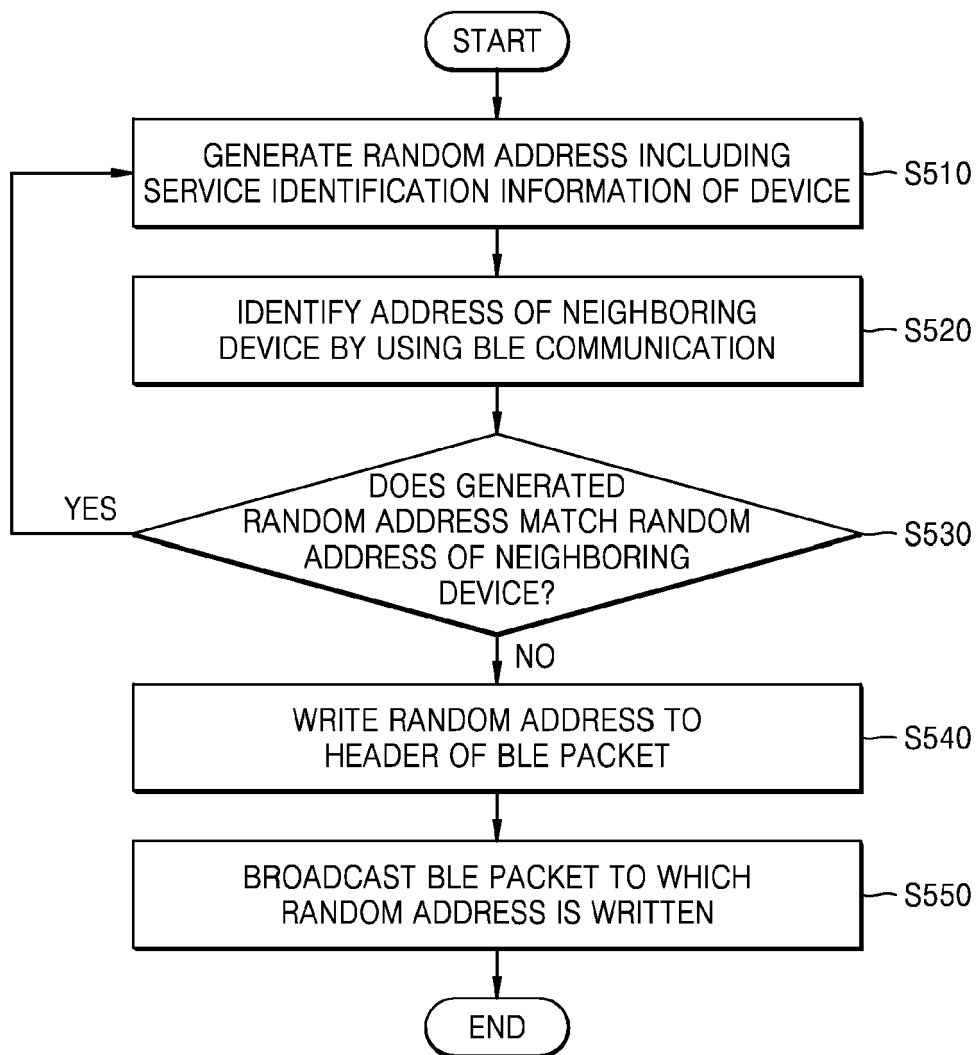 START
GENERATE RANDOM ADDRESS INCLUDING
SERVICE IDENTIFICATION INFORMATION OF DEVICE
S510
IDENTIFY ADDRESS OF NEIGHBORING
DEVICE BY USING BLE COMMUNICATION
S520
YES
DOES GENERATED
RANDOM ADDRESS MATCH RANDOM
ADDRESS OF NEIGHBORING
DEVICE?
S530
NO
WRITE RANDOM ADDRESS TO
HEADER OF BLE PACKET
S540
BROADCAST BLE PACKET TO WHICH
RANDOM ADDRESS IS WRITTEN
S550
END